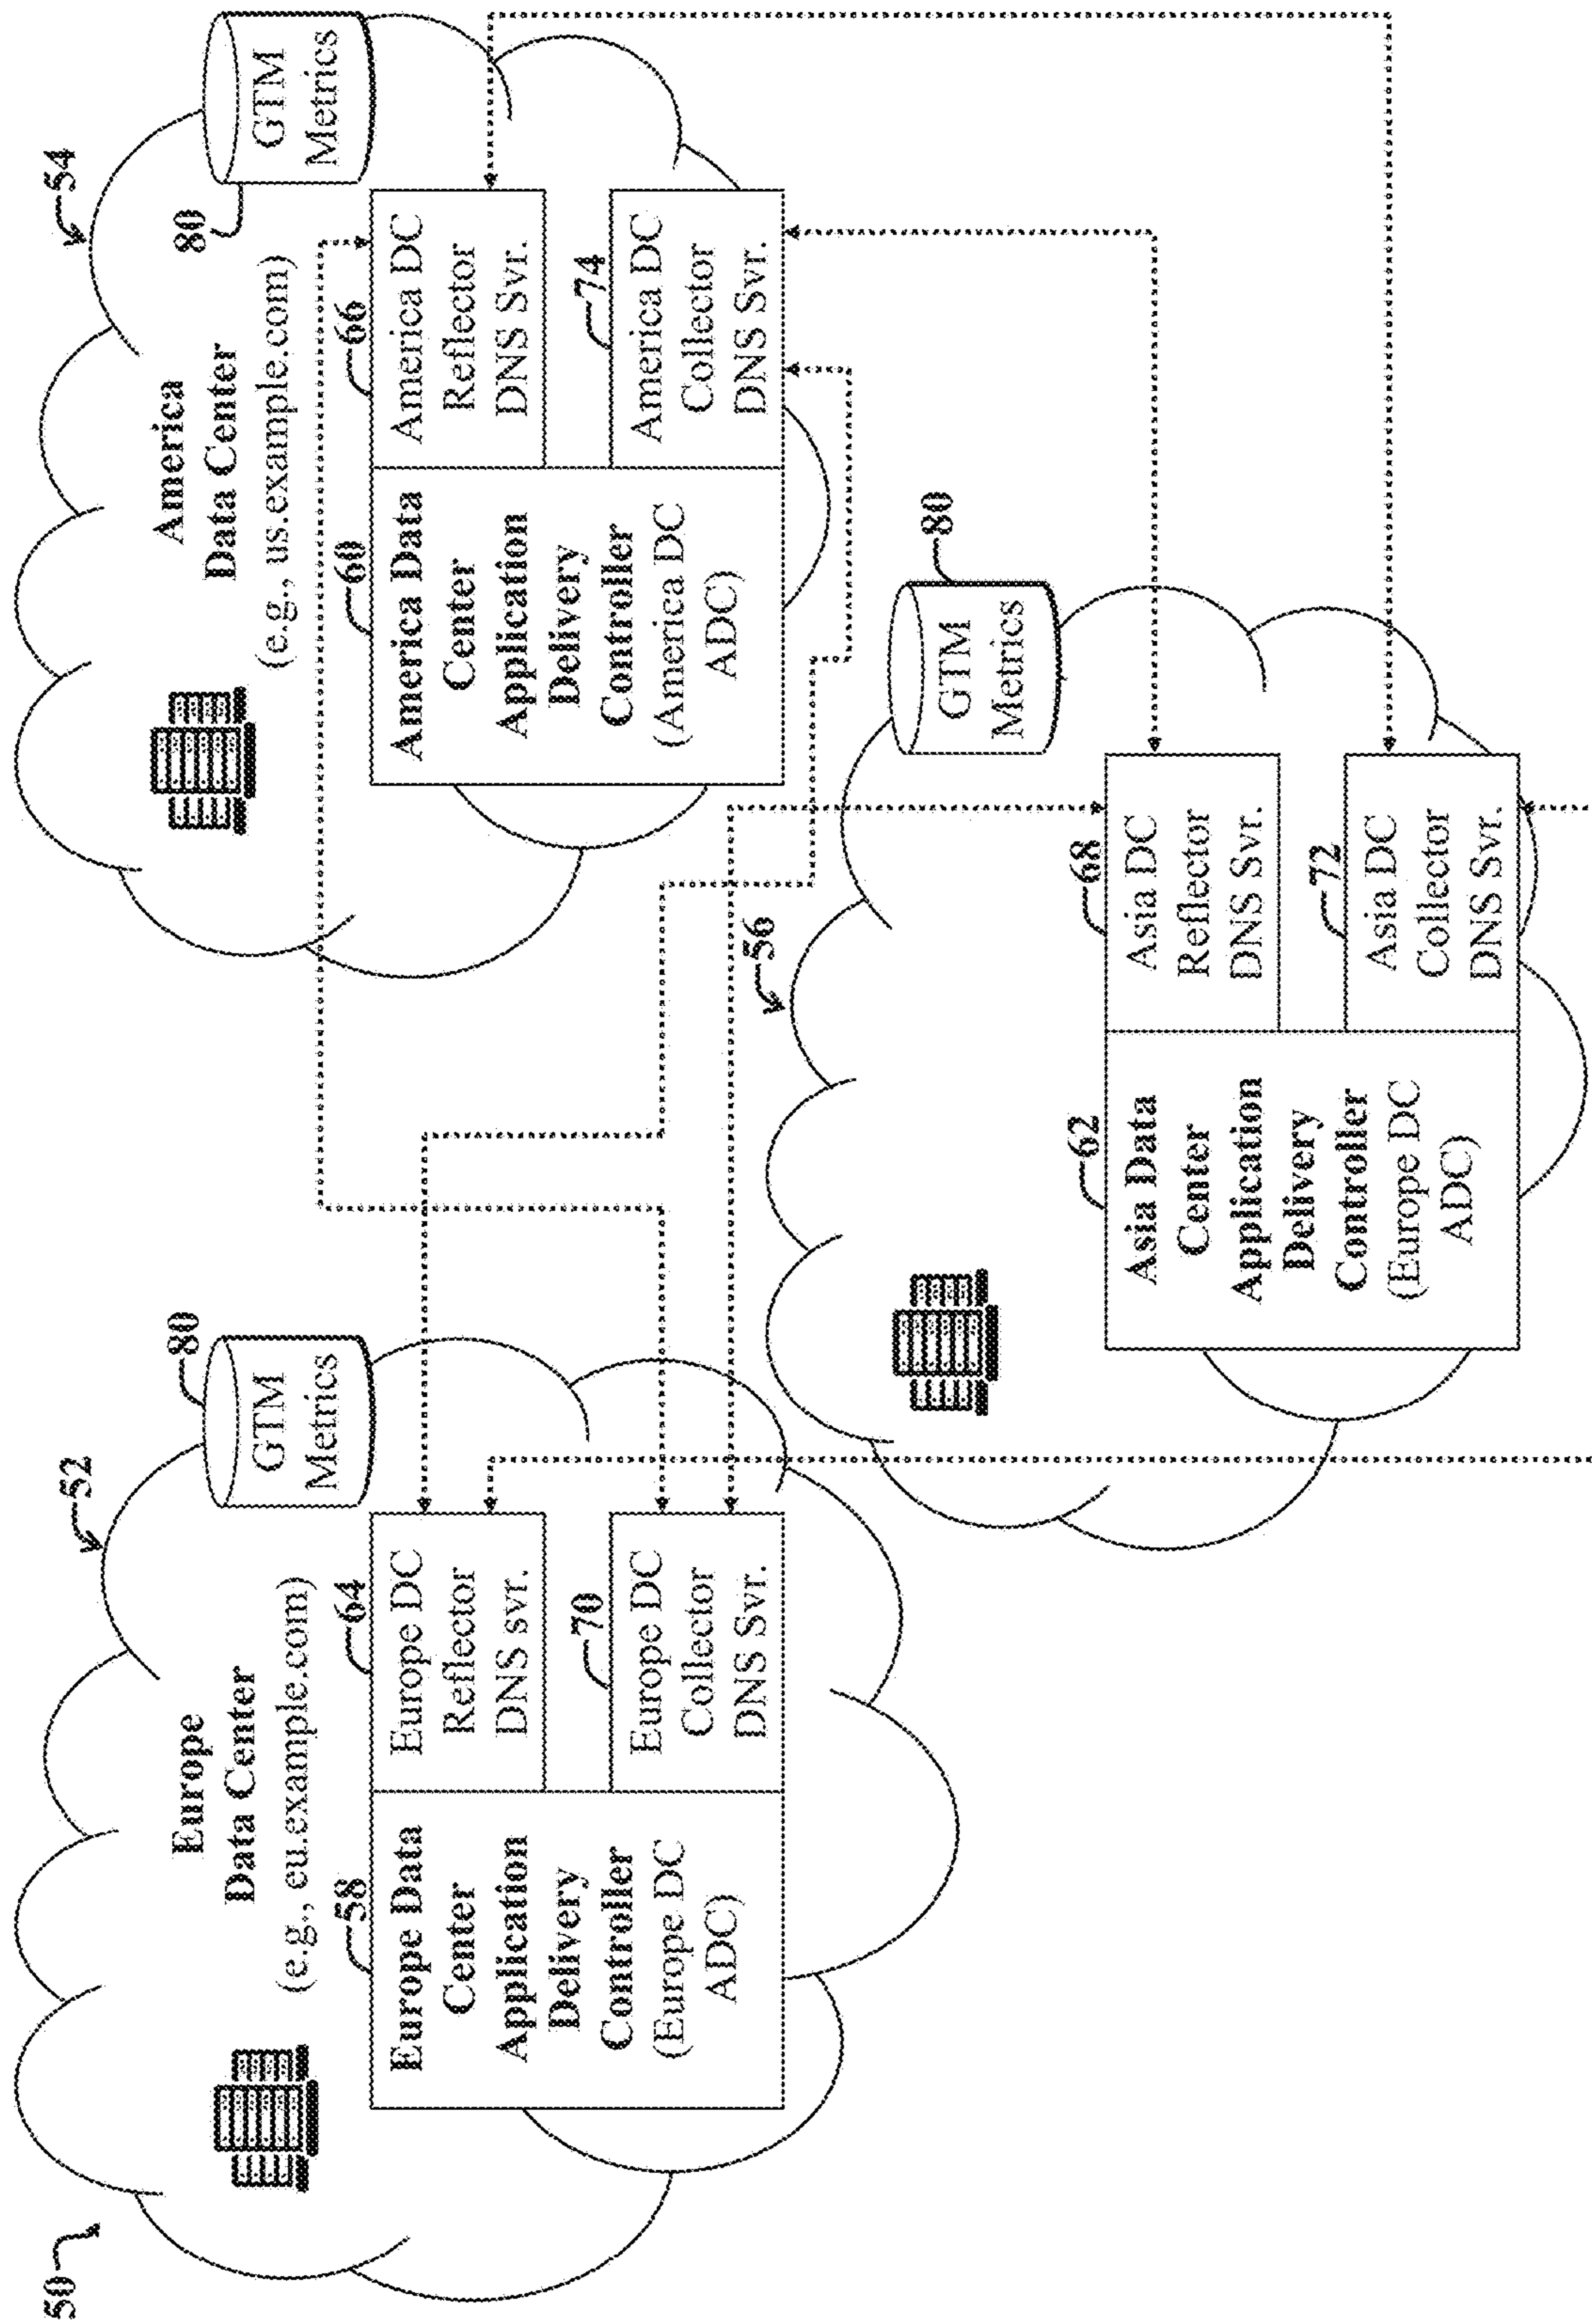 50
52
Europe
Data Center
(e.g., eu.example.com)
80
GTM
Metrics
58
Europe Data
Center
Application
Delivery
Controller
(Europe DC
ADC)
64
Europe DC
Reflector
DNS svr.
70
Europe DC
Collector
DNS Svr.
54
America
Data Center
(e.g., us.example.com)
80
GTM
Metrics
60
America Data
Center
Application
Delivery
Controller
(America DC
ADC)
66
America DC
Reflector
DNS Svr.
74
America DC
Collector
DNS Svr.
56
80
GTM
Metrics
62
Asia Data
Center
Application
Delivery
Controller
(Europe DC
ADC)
68
Asia DC
Reflector
DNS Svr.
72
Asia DC
Collector
DNS Svr.